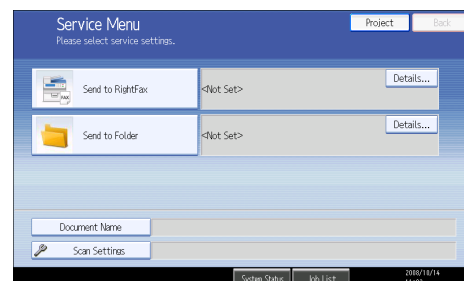 Service Menu
Project
Back
Please select service settings.
Send to RightFax
<Not Set>
Details...
FAX
Send to Folder
<Not Set>
Details...
Document Name
Scan Settings
System Status
Job List
2008/10/14